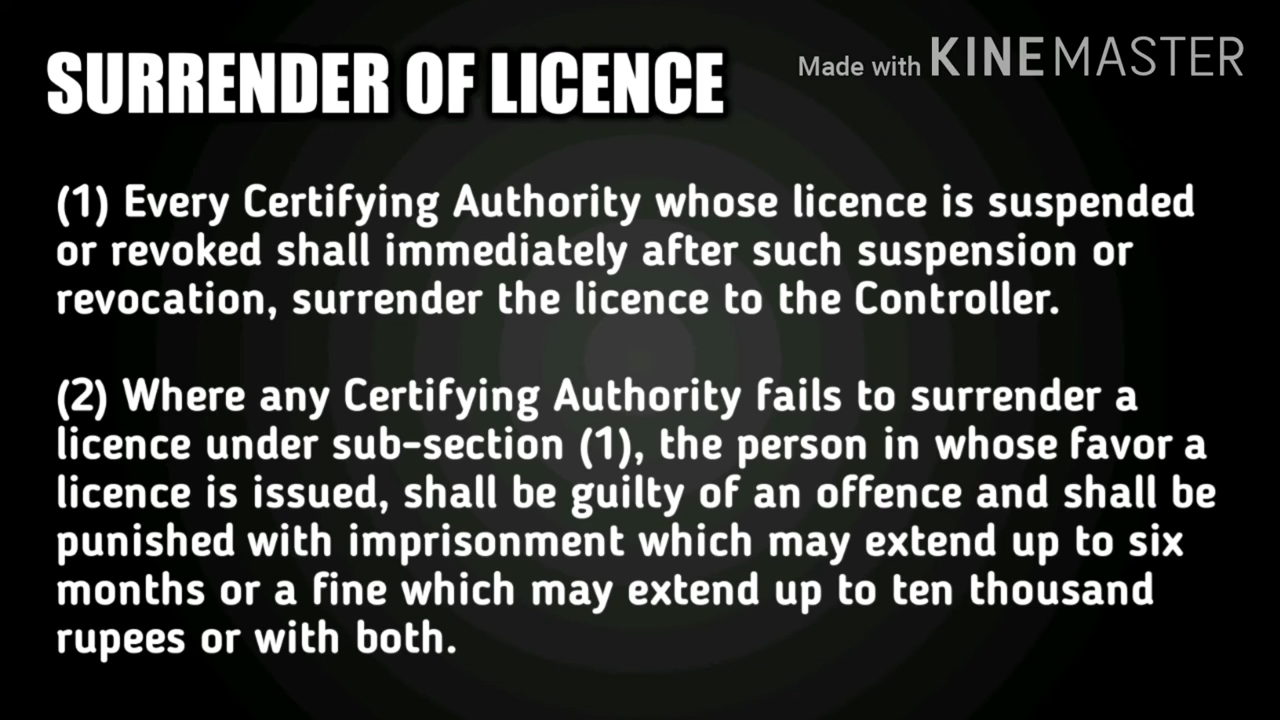 SURRENDER OF LICENCE
Made with KINEMASTER
(1) Every Certifying Authority whose licence is suspended
or revoked shall immediately after such suspension or
revocation, surrender the licence to the Controller.
(2) Where any Certifying Authority fails to surrender a
licence under sub-section (1), the person in whose favor a
licence is issued, shall be guilty of an offence and shall be
punished with imprisonment which may extend up to six
months or a fine which may extend up to ten thousand
rupees or with both.